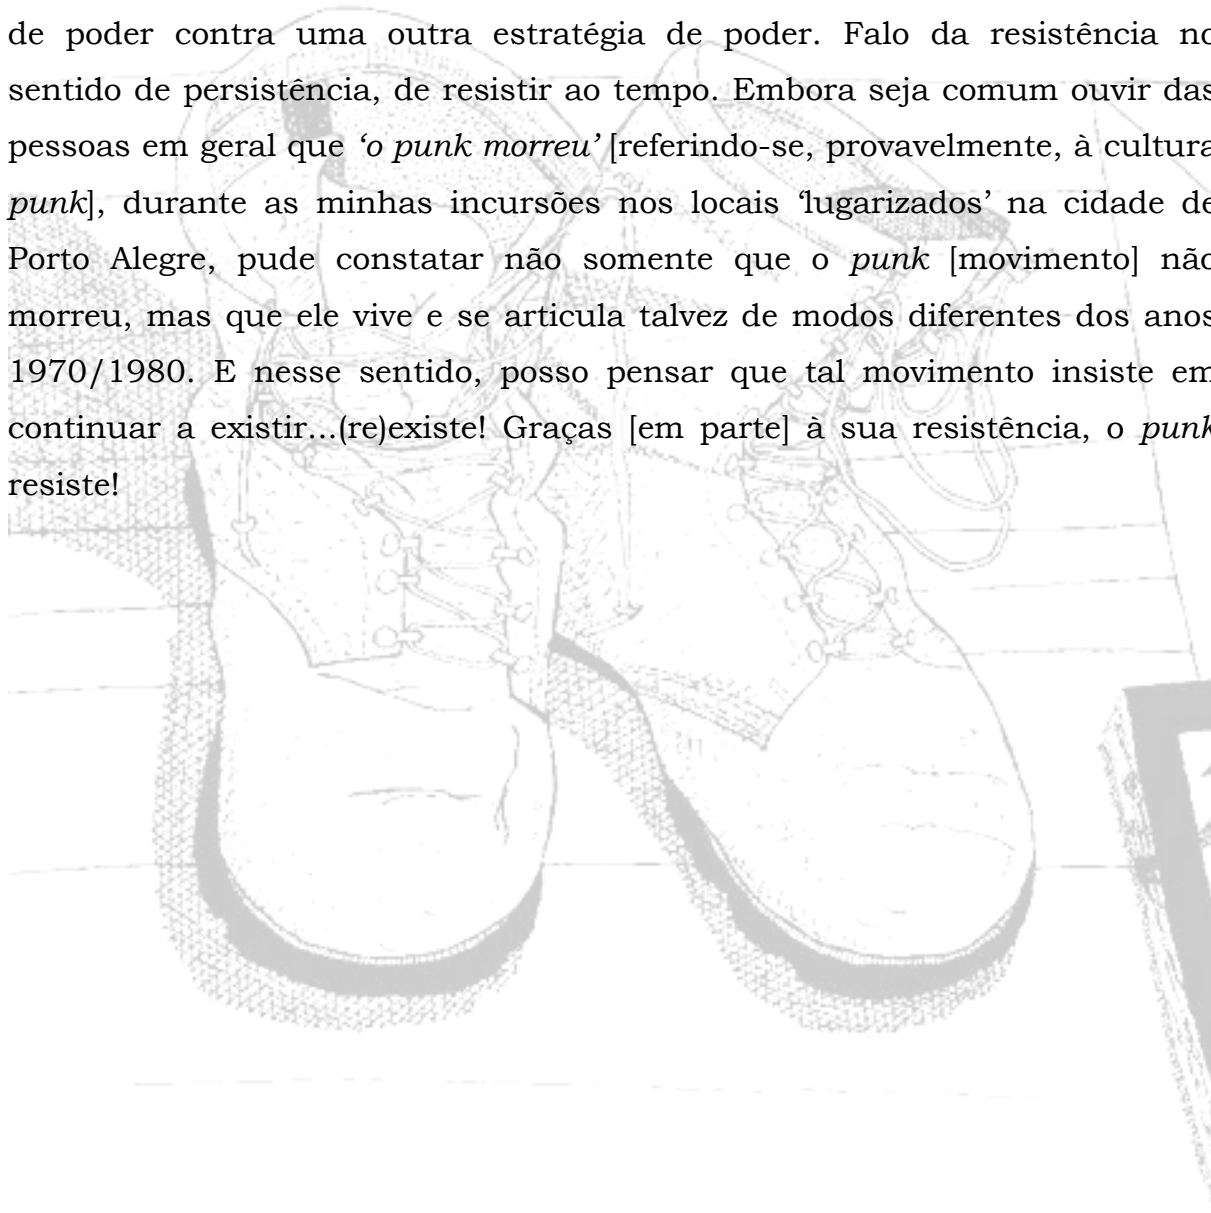 de poder contra uma outra estratégia de poder. Falo da resistência no
sentido de persistência, de resistir ao tempo. Embora seja comum ouvir das
pessoas em geral que ‘o punk morreu’ [referindo-se, provavelmente, à cultura
punk], durante as minhas incursões nos locais ‘lugarizados’ na cidade de
Porto Alegre, pude constatar não somente que o punk [movimento] não
morreu, mas que ele vive e se articula talvez de modos diferentes dos anos
1970/1980. E nesse sentido, posso pensar que tal movimento insiste em
continuar a existir...(re)existe! Graças [em parte] à sua resistência, o punk
resiste!